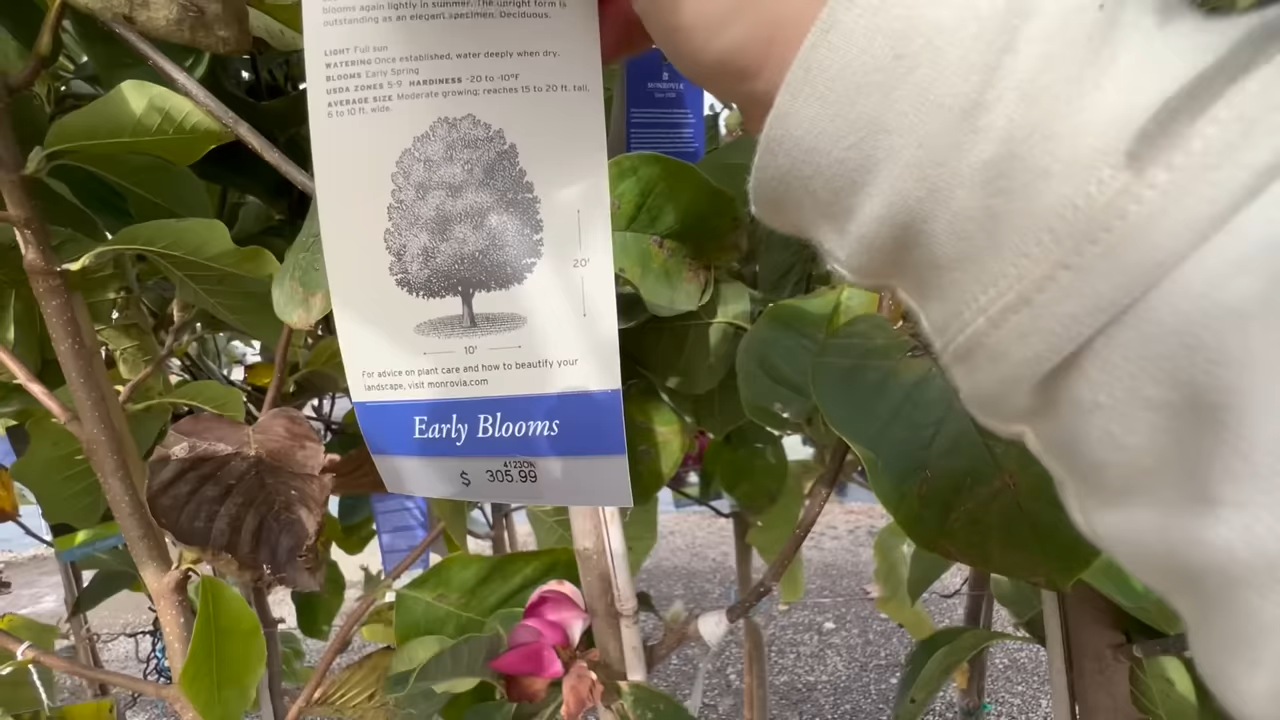 blooms again lightly in summer. The upright form is
outstanding as an elegant specimen. Deciduous.
LIGHT Full sun
WATERING Once established, water deeply when dry.
BLOOMS Early Spring
USDA ZONES 5-9 HARDINESS -20 to -10°F
AVERAGE SIZE Moderate growing; reaches 15 to 20 ft. tall,
6 to 10 ft. wide.
20'
10'
For advice on plant care and how to beautify your
landscape, visit monrovia.com
Early Blooms
4123OK
$ 305.99
MONROVIA